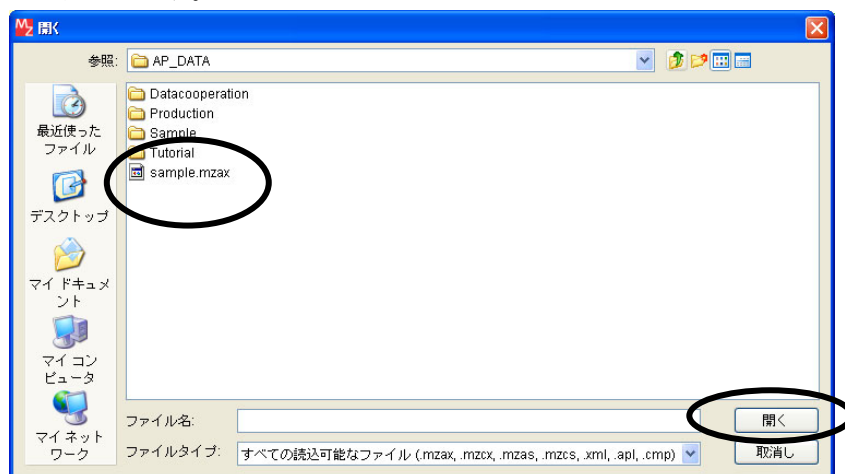 Mz 開く
参照: AP_DATA
Datacooperation
Production
Sample
Tutorial
sample.mzax
最近使った
ファイル
デスクトップ
マイ ドキュメ
ント
マイ コン
ピュータ
マイ ネット
ワーク
ファイル名:
開く
ファイルタイプ: すべての読込可能なファイル (.mzax, .mzcx, .mzas, .mzcs, .xml, .apl, .cmp)
取消し